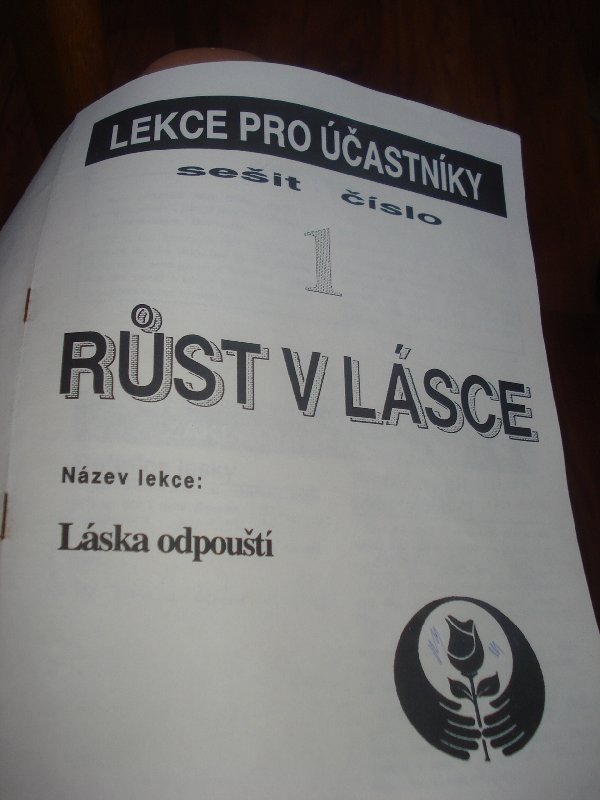 LEKCE PRO ÚČASTNÍKY
sešit číslo
1
RŮST V LÁSCE
Název lekce:
Láska odpouští